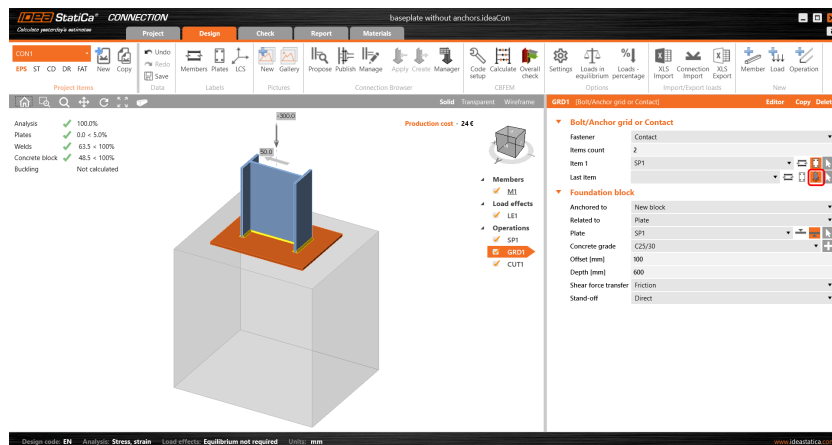 IDEA StatiCa® CONNECTION
baseplate without anchors.ideaCon
Calculate yesterday's estimates
Project Design Check Report Materials
CON1
EPS ST CD DR FAT New Copy
Undo
Redo
Save
Members Plates LCS
New Gallery
Propose Publish Manage
Apply Create Manager
Code setup
Calculate
Overall check
Settings
Loads in equilibrium
Loads - percentage
XLS Import
Connection Import
XLS Export
Member Load Operation
Project Items Data Labels Pictures Connection Browser CBFEM Options Import/Export loads New
Solid Transparent Wireframe
GRD1 [Bolt/Anchor grid or Contact] Editor Copy Delet
Analysis 100.0%
Plates 0.0 < 5.0%
Welds 63.5 < 100%
Concrete block 48.5 < 100%
Buckling Not calculated
Production cost - 24 €
-300.0
50.0
Members
M1
Load effects
LE1
Operations
SP1
GRD1
CUT1
Bolt/Anchor grid or Contact
Fastener Contact
Items count 2
Item 1 SP1
Last item
Foundation block
Anchored to New block
Related to Plate
Plate SP1
Concrete grade C25/30
Offset [mm] 100
Depth [mm] 600
Shear force transfer Friction
Stand-off Direct
Design code: EN Analysis: Stress, strain Load effects: Equilibrium not required Units: mm
www.ideastatica.com